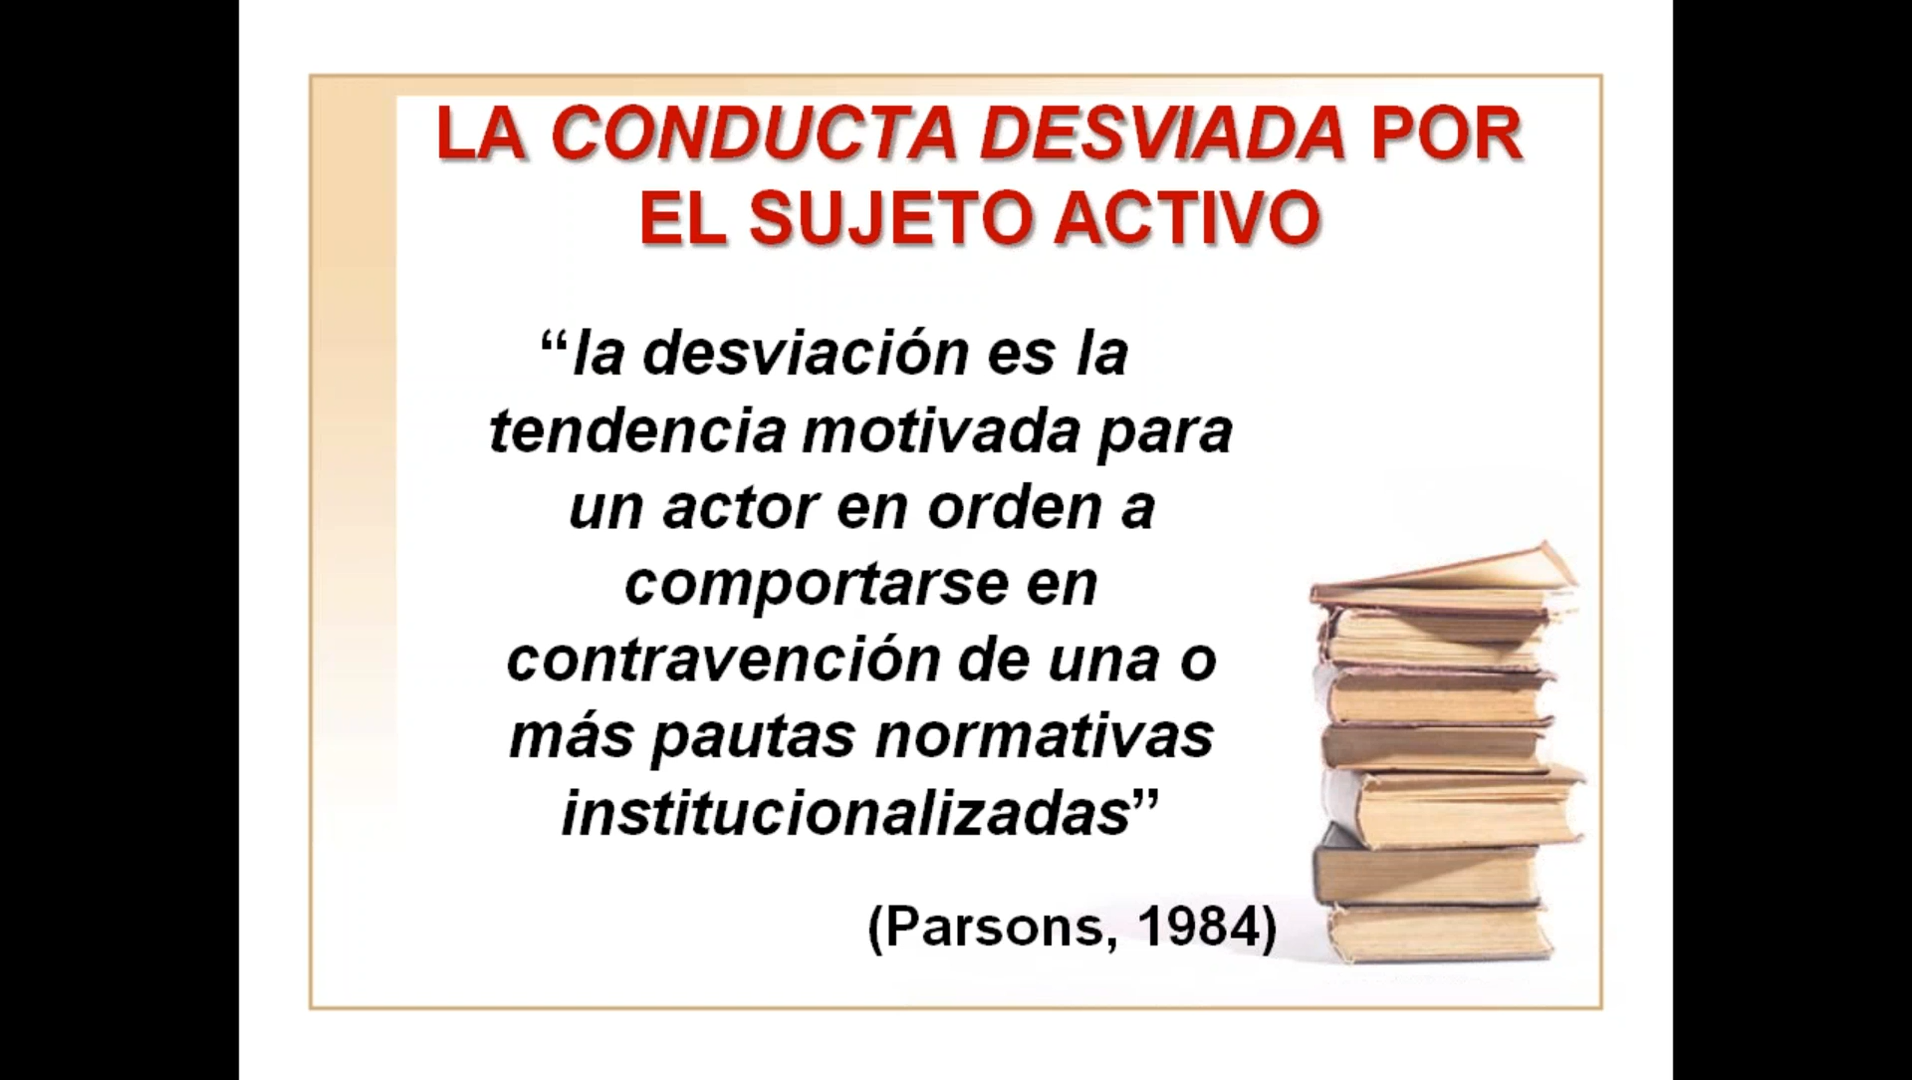 LA CONDUCTA DESVIADA POR
EL SUJETO ACTIVO
“la desviación es la
tendencia motivada para
un actor en orden a
comportarse en
contravención de una o
más pautas normativas
institucionalizadas”
(Parsons, 1984)